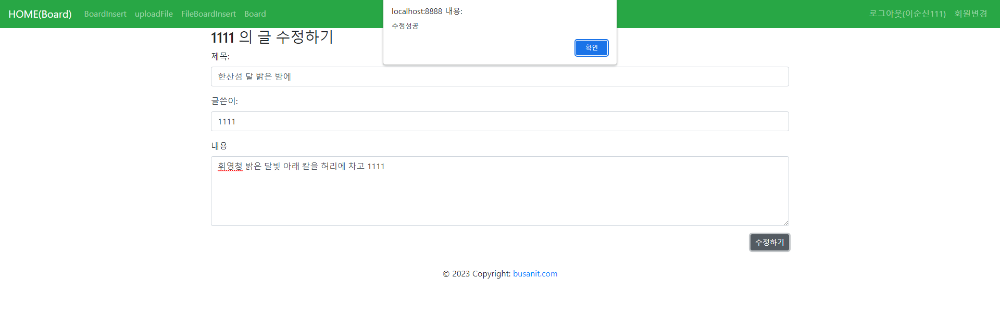 HOME(Board) BoardInsert uploadFile FileBoardInsert Board 로그아웃(이순신111) 회원변경
localhost:8888 내용:
수정성공
확인
1111 의 글 수정하기
제목:
한산섬 달 밝은 밤에
글쓴이:
1111
내용
휘영청 밝은 달빛 아래 칼을 허리에 차고 1111
수정하기
© 2023 Copyright: busanit.com